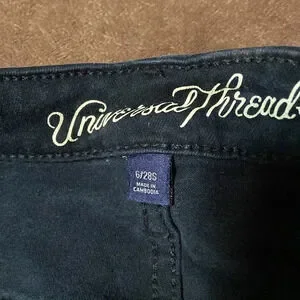 Universal Thread
6/28S
MADE IN
CAMBODIA